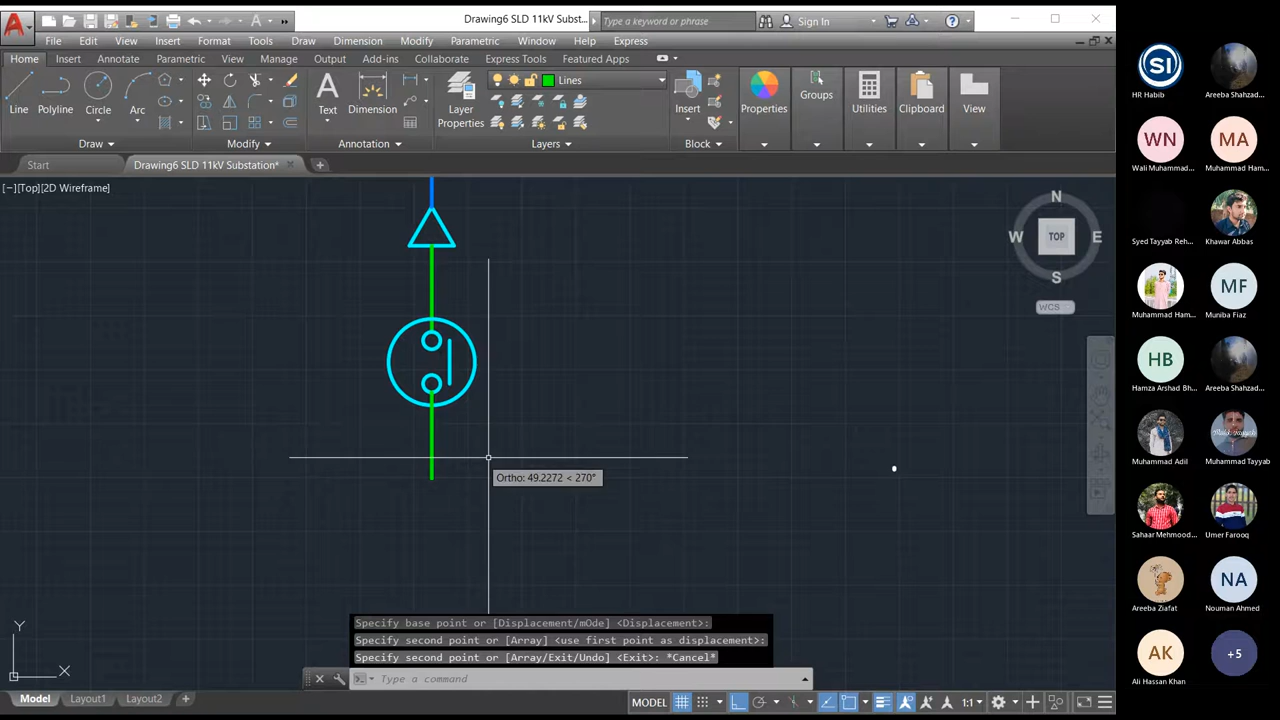 Drawing6 SLD 11kV Subst...
Type a keyword or phrase
Sign In
File Edit View Insert Format Tools Draw Dimension Modify Parametric Window Help Express
Home Insert Annotate Parametric View Manage Output Add-ins Collaborate Express Tools Featured Apps
Lines
Line Polyline Circle Arc
Text Dimension
Layer
Properties
Insert
Properties Groups Utilities Clipboard View
Draw Modify Annotation Layers Block
Start Drawing6 SLD 11kV Substation*
[−][Top][2D Wireframe]
N
W TOP E
S
WCS
Ortho: 49.2272 < 270°
Specify base point or [Displacement/mOde] <Displacement>:
Specify second point or [Array] <use first point as displacement>:
Specify second point or [Array/Exit/Undo] <Exit>: *Cancel*
Type a command
Y
X
Model Layout1 Layout2
MODEL 1:1
SI
HR Habib Areeba Shahzad...
WN MA
Wali Muhammad... Muhammad Ham...
Syed Tayyab Reh... Khawar Abbas
MF
Muhammad Ham... Muniba Fiaz
HB
Hamza Arshad Bh... Areeba Shahzad...
Muhammad Adil Muhammad Tayyab
Sahaar Mehmood... Umer Farooq
NA
Areeba Ziafat Nouman Ahmed
AK +5
Ali Hassan Khan